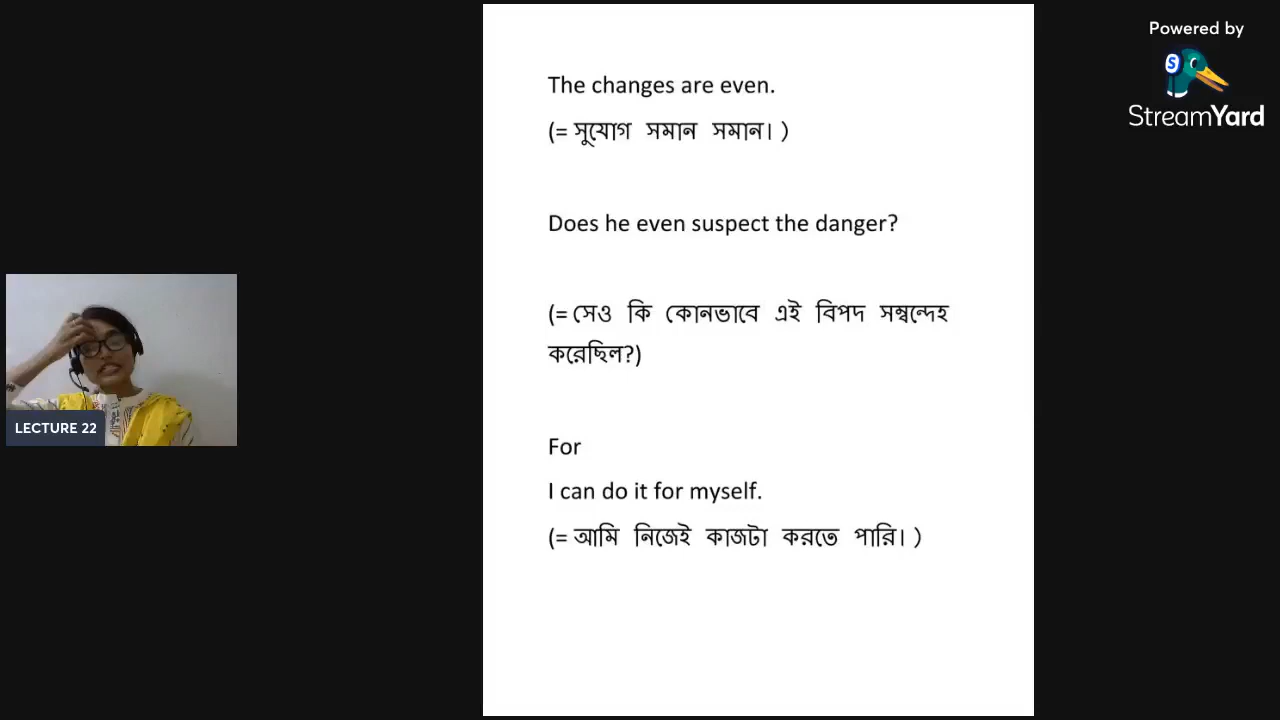 The changes are even.
(= সুযোগ সমান সমান। )
Does he even suspect the danger?
(= সেও কি কোনভাবে এই বিপদ সম্বন্দেহ
করেছিল?)
For
I can do it for myself.
(= আমি নিজেই কাজটা করতে পারি। )
LECTURE 22
Powered by
StreamYard